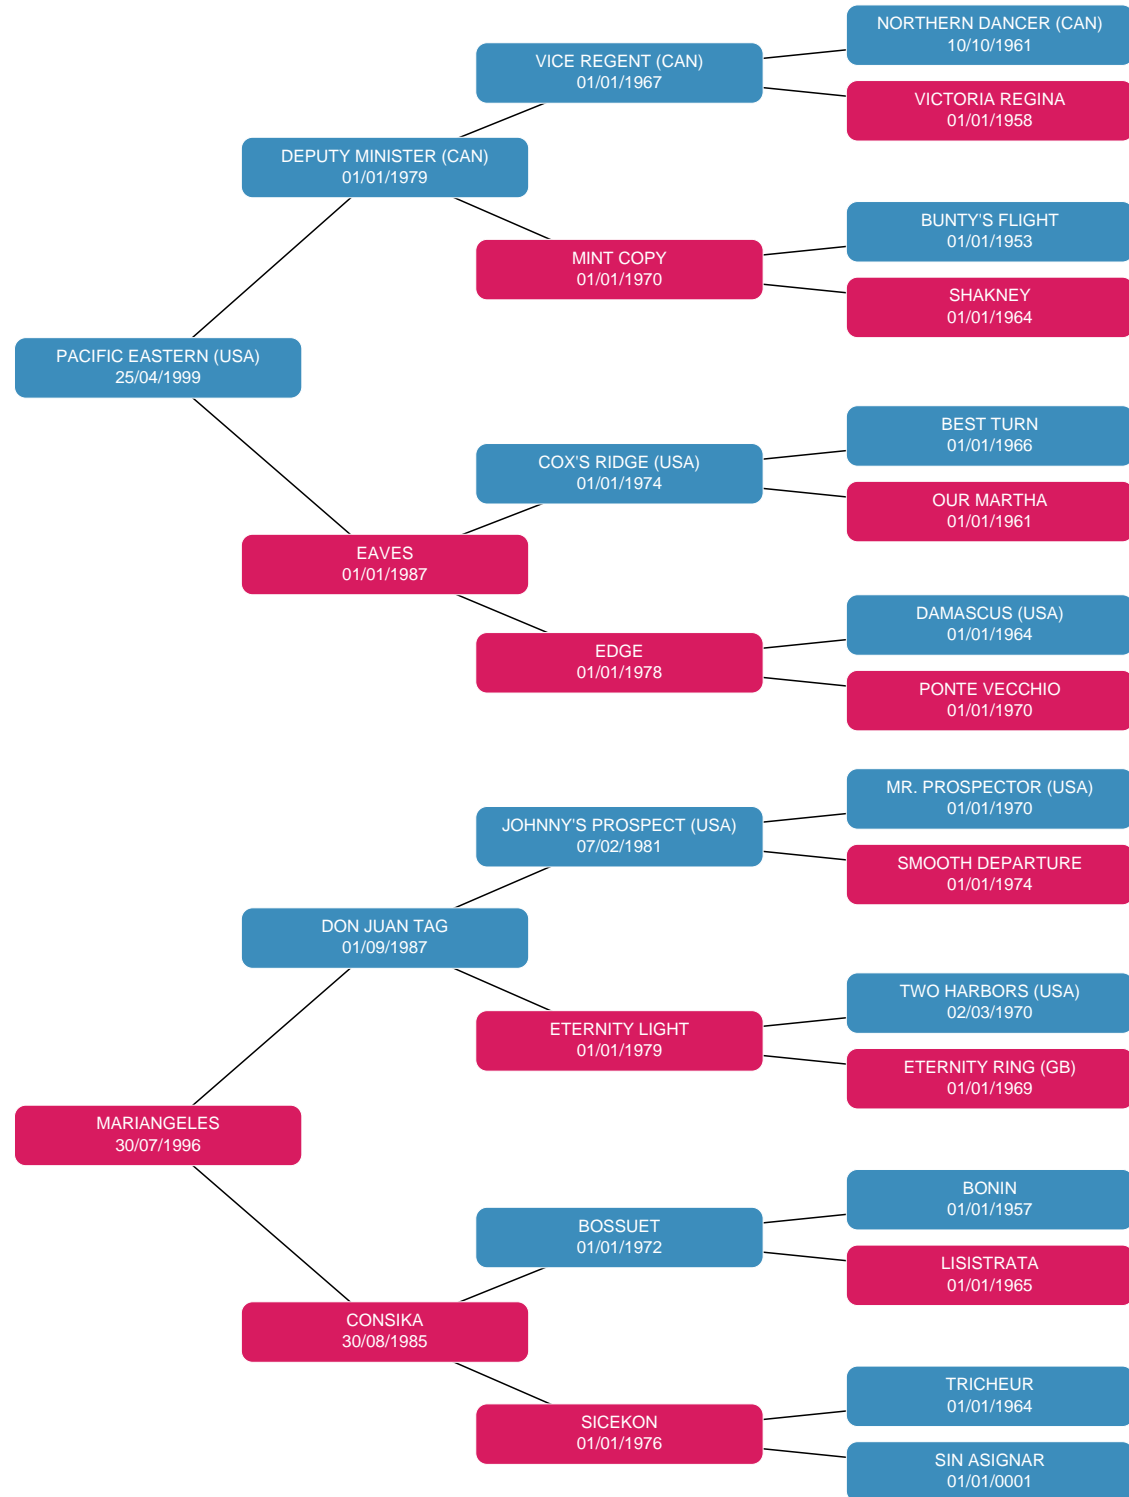 NORTHERN DANCER (CAN)
10/10/1961
VICE REGENT (CAN)
01/01/1967
VICTORIA REGINA
01/01/1958
DEPUTY MINISTER (CAN)
01/01/1979
BUNTY'S FLIGHT
01/01/1953
MINT COPY
01/01/1970
SHAKNEY
01/01/1964
PACIFIC EASTERN (USA)
25/04/1999
BEST TURN
01/01/1966
COX'S RIDGE (USA)
01/01/1974
OUR MARTHA
01/01/1961
EAVES
01/01/1987
DAMASCUS (USA)
01/01/1964
EDGE
01/01/1978
PONTE VECCHIO
01/01/1970
MR. PROSPECTOR (USA)
01/01/1970
JOHNNY'S PROSPECT (USA)
07/02/1981
SMOOTH DEPARTURE
01/01/1974
DON JUAN TAG
01/09/1987
TWO HARBORS (USA)
02/03/1970
ETERNITY LIGHT
01/01/1979
ETERNITY RING (GB)
01/01/1969
MARIANGELES
30/07/1996
BONIN
01/01/1957
BOSSUET
01/01/1972
LISISTRATA
01/01/1965
CONSIKA
30/08/1985
TRICHEUR
01/01/1964
SICEKON
01/01/1976
SIN ASIGNAR
01/01/0001